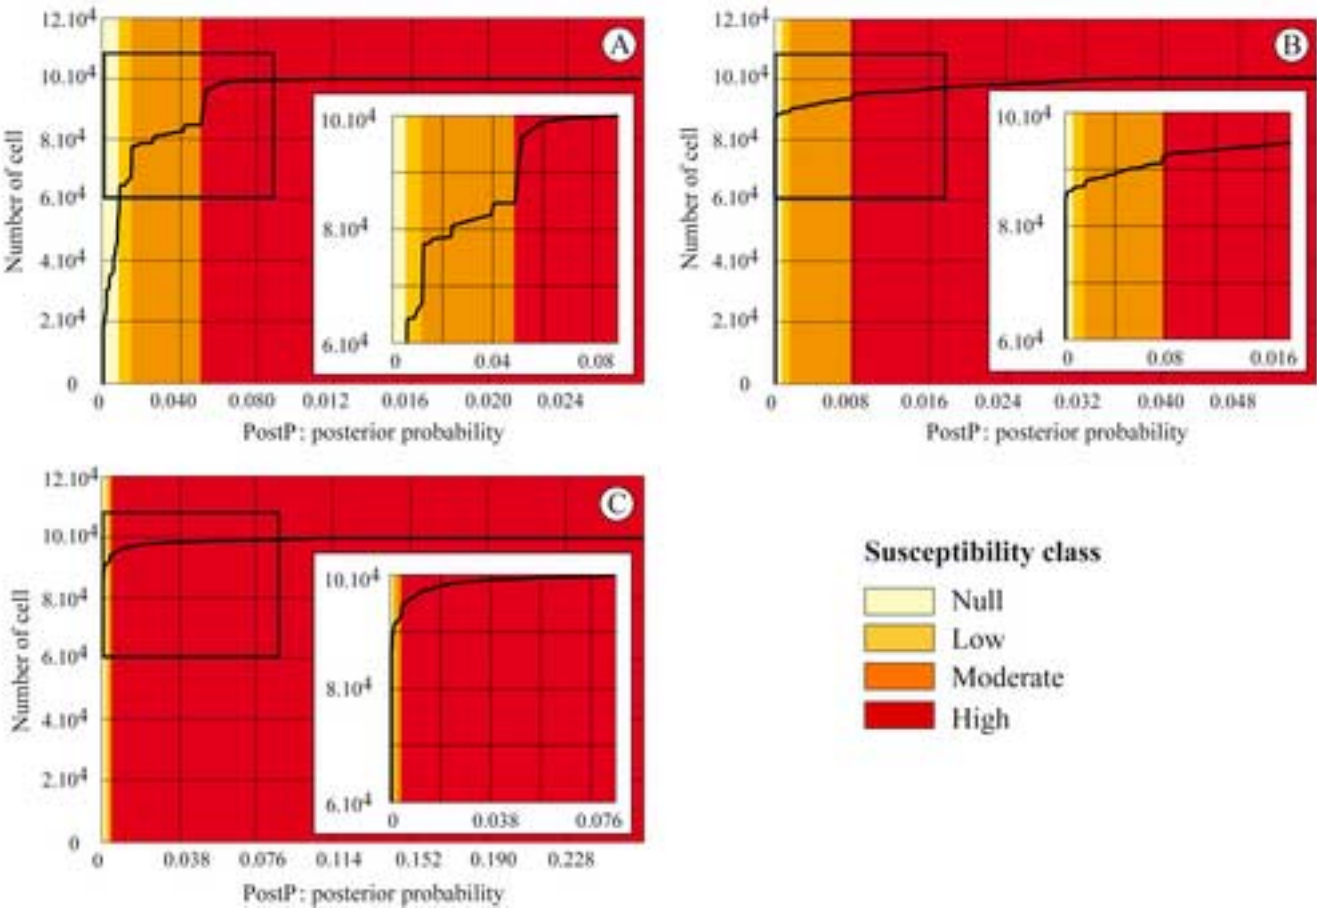 A
12.10⁴
10.10⁴
8.10⁴
6.10⁴
4.10⁴
2.10⁴
0
Number of cell
0 0.040 0.080 0.012 0.016 0.020 0.024
PostP : posterior probability
10.10⁴
8.10⁴
6.10⁴
0 0.04 0.08
B
12.10⁴
10.10⁴
8.10⁴
6.10⁴
4.10⁴
2.10⁴
0
Number of cell
0 0.008 0.016 0.024 0.032 0.040 0.048
PostP : posterior probability
10.10⁴
8.10⁴
6.10⁴
0 0.08 0.016
C
12.10⁴
10.10⁴
8.10⁴
6.10⁴
4.10⁴
2.10⁴
0
Number of cell
0 0.038 0.076 0.114 0.152 0.190 0.228
PostP : posterior probability
10.10⁴
8.10⁴
6.10⁴
0 0.038 0.076
Susceptibility class
Null
Low
Moderate
High